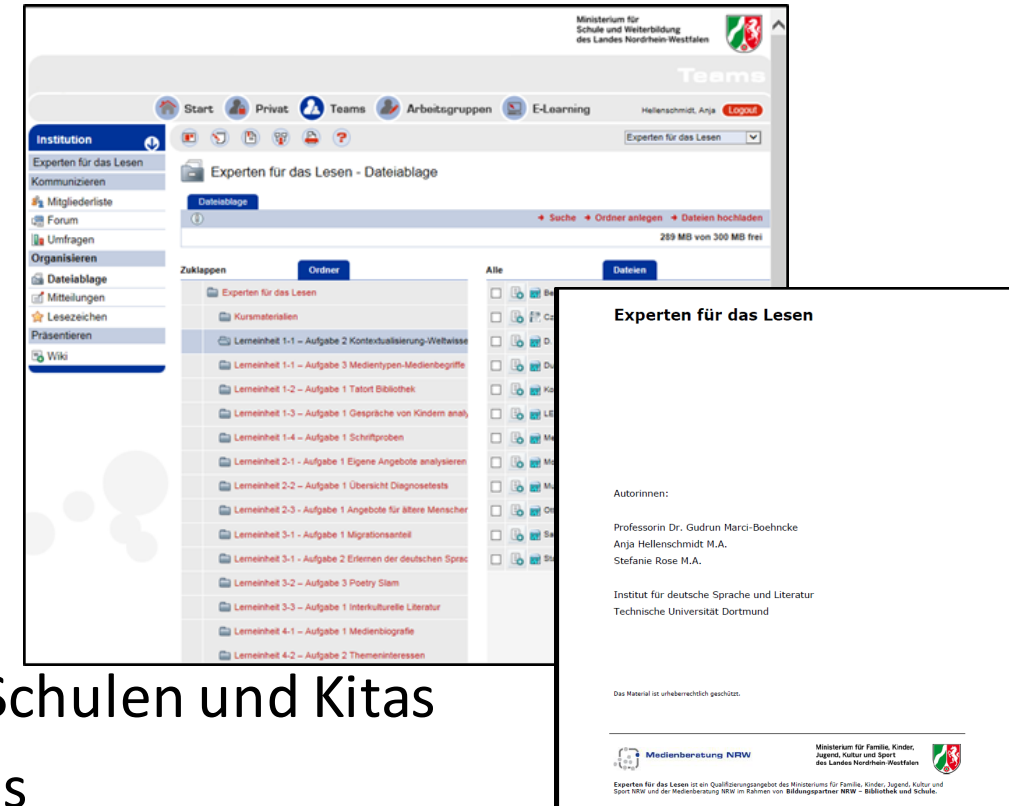 Ministerium für
Schule und Weiterbildung
des Landes Nordrhein-Westfalen
Teams
Start Privat Teams Arbeitsgruppen E-Learning Hellenschmidt, Anja Logout
Institution
Experten für das Lesen
Experten für das Lesen
Kommunizieren
Mitgliederliste
Forum
Umfragen
Organisieren
Dateiablage
Mitteilungen
Lesezeichen
Präsentieren
Wiki
Experten für das Lesen - Dateiablage
Dateiablage
Suche Ordner anlegen Dateien hochladen
289 MB von 300 MB frei
Zuklappen Ordner Alle Dateien
Experten für das Lesen
Kursmaterialien
Lerneinheit 1-1 – Aufgabe 2 Kontextualisierung-Weltwisse
Lerneinheit 1-1 – Aufgabe 3 Medientypen-Medienbegriffe
Lerneinheit 1-2 – Aufgabe 1 Tatort Bibliothek
Lerneinheit 1-3 – Aufgabe 1 Gespräche von Kindern analy
Lerneinheit 1-4 – Aufgabe 1 Schriftproben
Lerneinheit 2-1 - Aufgabe 1 Eigene Angebote analysieren
Lerneinheit 2-2 – Aufgabe 1 Übersicht Diagnosetests
Lerneinheit 2-3 - Aufgabe 1 Angebote für ältere Menscher
Lerneinheit 3-1 - Aufgabe 1 Migrationsanteil
Lerneinheit 3-1 - Aufgabe 2 Erlernen der deutschen Sprac
Lerneinheit 3-2 – Aufgabe 3 Poetry Slam
Lerneinheit 3-3 – Aufgabe 1 Interkulturelle Literatur
Lerneinheit 4-1 – Aufgabe 1 Medienbiografie
Lerneinheit 4-2 – Aufgabe 2 Themeninteressen
Experten für das Lesen
Autorinnen:
Professorin Dr. Gudrun Marci-Boehncke
Anja Hellenschmidt M.A.
Stefanie Rose M.A.
Institut für deutsche Sprache und Literatur
Technische Universität Dortmund
Das Material ist urheberrechtlich geschützt.
Medienberatung NRW
Ministerium für Familie, Kinder,
Jugend, Kultur und Sport
des Landes Nordrhein-Westfalen
Experten für das Lesen ist ein Qualifizierungsangebot des Ministeriums für Familie, Kinder, Jugend, Kultur und
Sport NRW und der Medienberatung NRW im Rahmen von Bildungspartner NRW – Bibliothek und Schule.
Schulen und Kitas
s